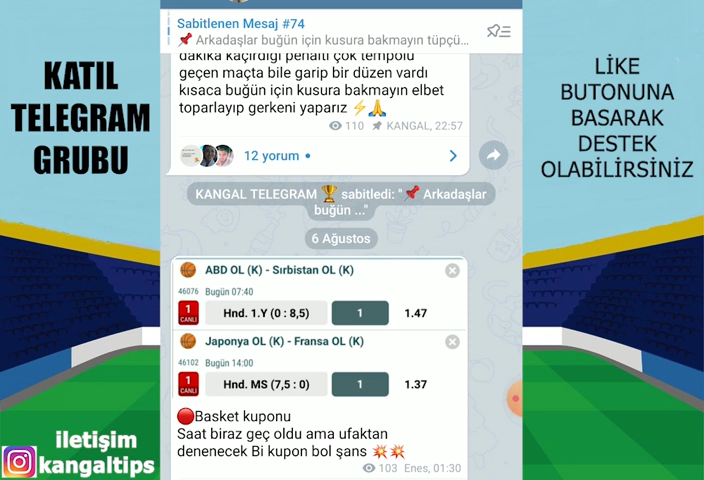 Sabitlenen Mesaj #74
📌 Arkadaşlar buğün için kusura bakmayın tüpçü...
dakika kaçırdığı penaltı çok tempolu
geçen maçta bile garip bir düzen vardı
kısaca buğün için kusura bakmayın elbet
toparlayıp gerkeni yaparız ⚡🙏
110 KANGAL, 22:57
12 yorum
KANGAL TELEGRAM 🏆 sabitledi: "📌 Arkadaşlar
buğün ..."
6 Ağustos
ABD OL (K) - Sırbistan OL (K)
46076 Bugün 07:40
1 CANLI Hnd. 1.Y (0 : 8,5) 1 1.47
Japonya OL (K) - Fransa OL (K)
46102 Bugün 14:00
1 CANLI Hnd. MS (7,5 : 0) 1 1.37
🔴Basket kuponu
Saat biraz geç oldu ama ufaktan
denenecek Bi kupon bol şans 💥💥
103 Enes, 01:30
KATIL
TELEGRAM
GRUBU
LİKE
BUTONUNA
BASARAK
DESTEK
OLABİLİRSİNİZ
iletişim
kangaltips